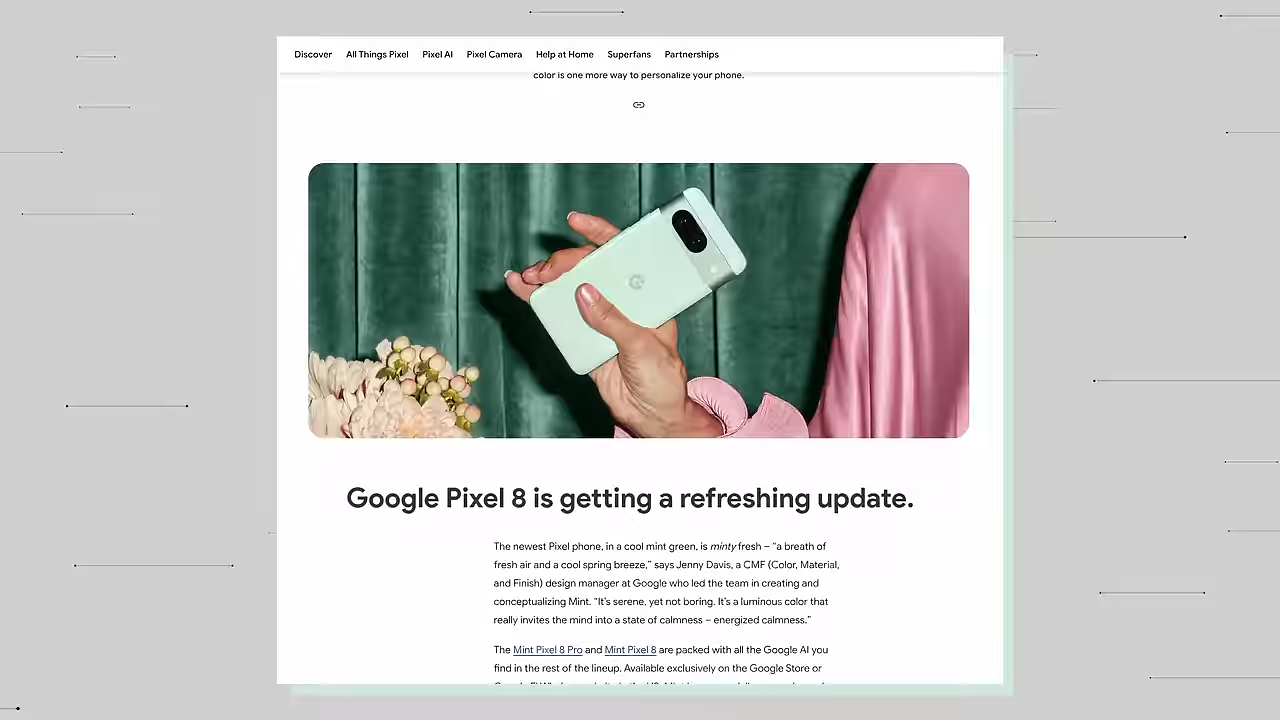 Discover All Things Pixel Pixel AI Pixel Camera Help at Home Superfans Partnerships
color is one more way to personalize your phone.
G
Google Pixel 8 is getting a refreshing update.
The newest Pixel phone, in a cool mint green, is minty fresh – “a breath of
fresh air and a cool spring breeze,” says Jenny Davis, a CMF (Color, Material,
and Finish) design manager at Google who led the team in creating and
conceptualizing Mint. “It’s serene, yet not boring. It’s a luminous color that
really invites the mind into a state of calmness – energized calmness.”
The Mint Pixel 8 Pro and Mint Pixel 8 are packed with all the Google AI you
find in the rest of the lineup. Available exclusively on the Google Store or